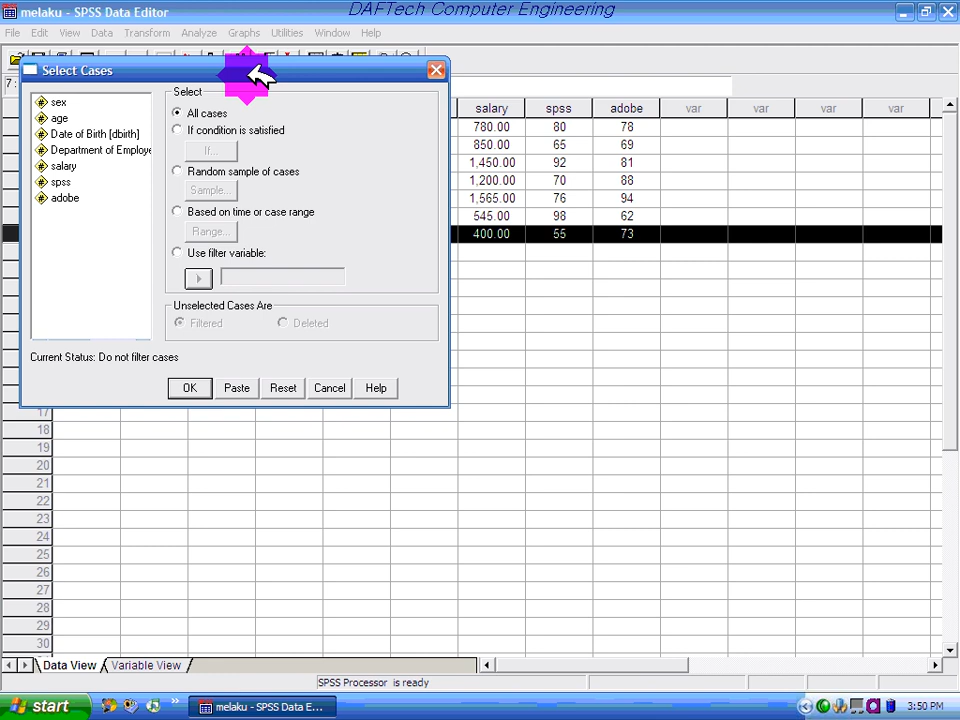 melaku - SPSS Data Editor
DAFTech Computer Engineering
File Edit View Data Transform Analyze Graphs Utilities Window Help
7 :
Select Cases
sex
age
Date of Birth [dbirth]
Department of Employe
salary
spss
adobe
Select
All cases
If condition is satisfied
If...
Random sample of cases
Sample...
Based on time or case range
Range...
Use filter variable:
Unselected Cases Are
Filtered Deleted
Current Status: Do not filter cases
OK Paste Reset Cancel Help
salary spss adobe var var var var
780.00 80 78
850.00 65 69
1,450.00 92 81
1,200.00 70 88
1,565.00 76 94
545.00 98 62
400.00 55 73
17
18
19
20
21
22
23
24
25
26
27
28
29
30
Data View Variable View
SPSS Processor is ready
start
melaku - SPSS Data E...
3:50 PM